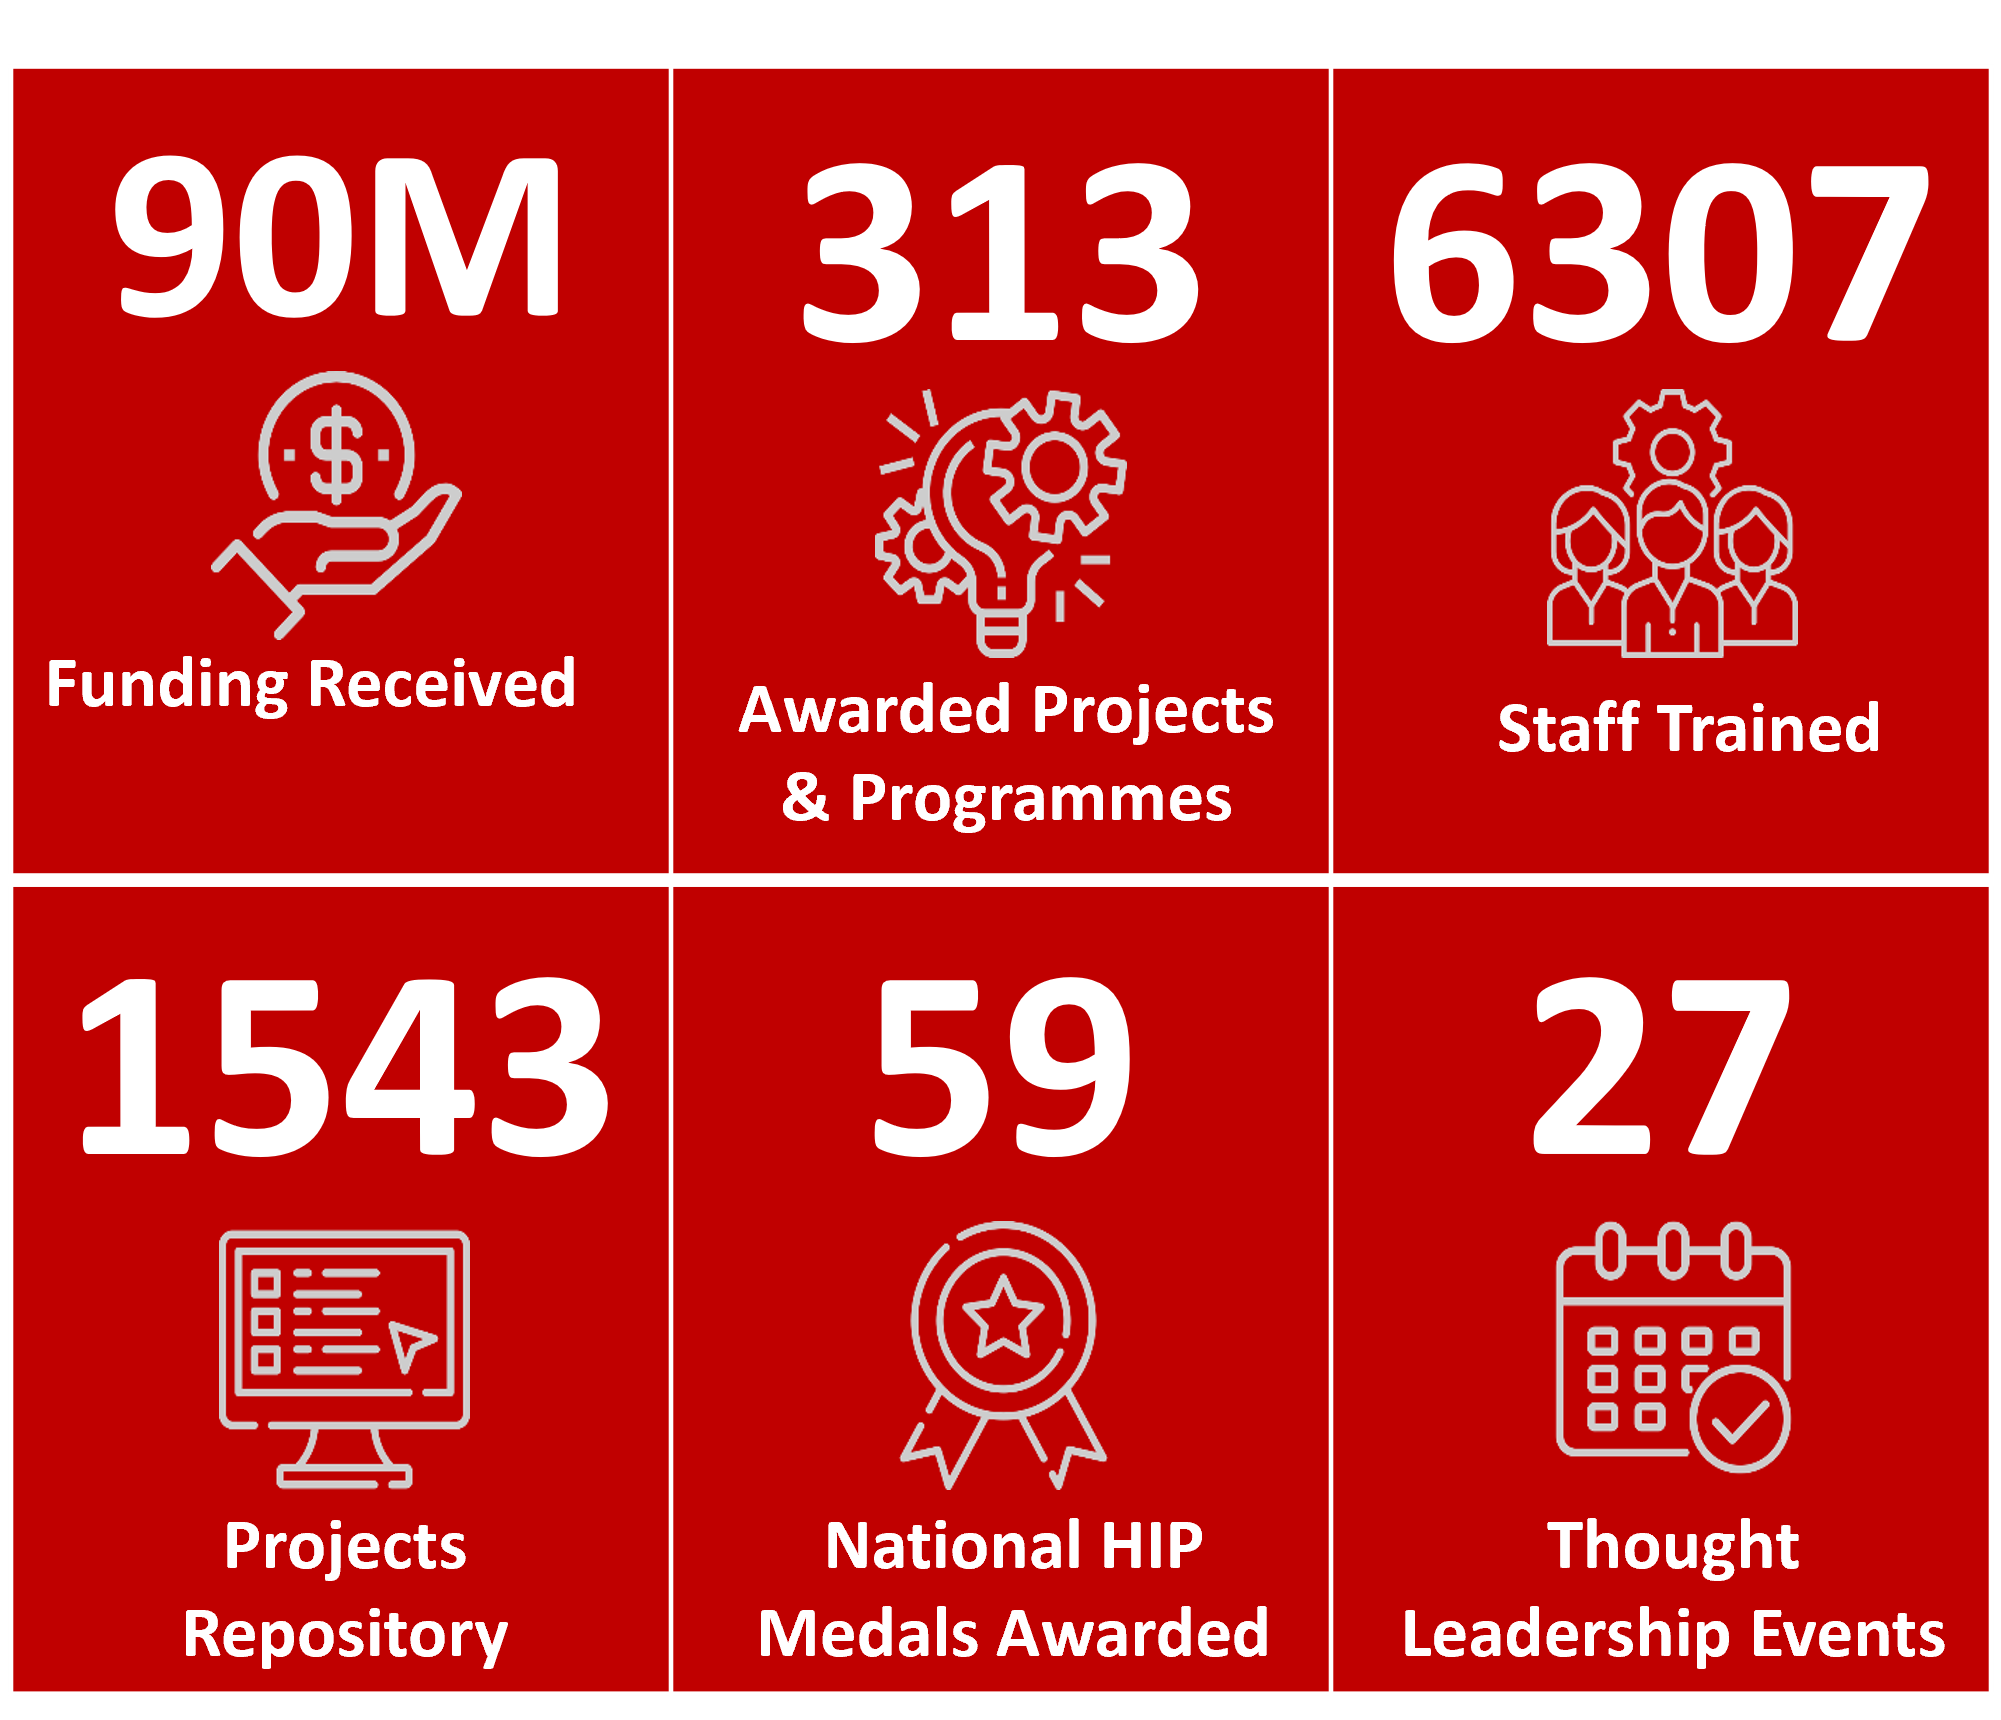 90M
Funding Received
313
Awarded Projects
& Programmes
6307
Staff Trained
1543
Projects
Repository
59
National HIP
Medals Awarded
27
Thought
Leadership Events